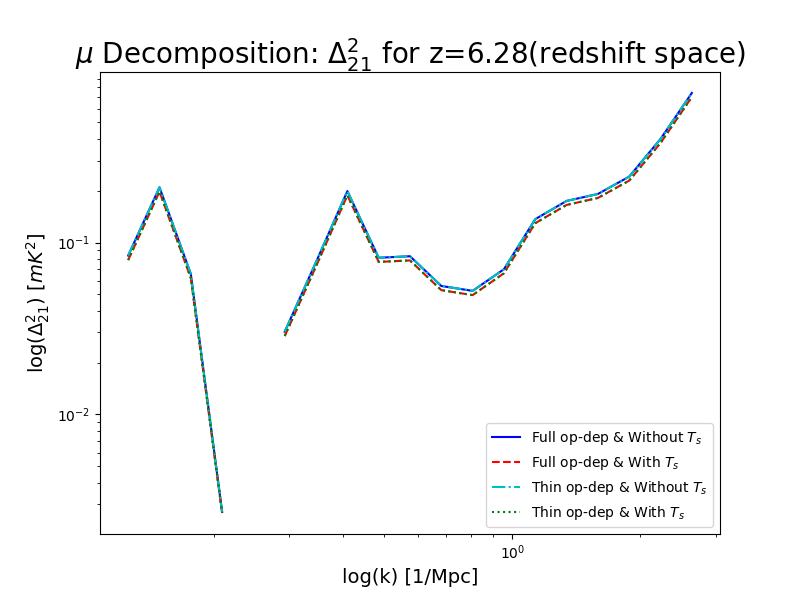 μ Decomposition: Δ²₂₁ for z=6.28(redshift space)
log(Δ²₂₁) [mK²]
10⁻¹
10⁻²
Full op-dep & Without Tₛ
Full op-dep & With Tₛ
Thin op-dep & Without Tₛ
Thin op-dep & With Tₛ
10⁰
log(k) [1/Mpc]